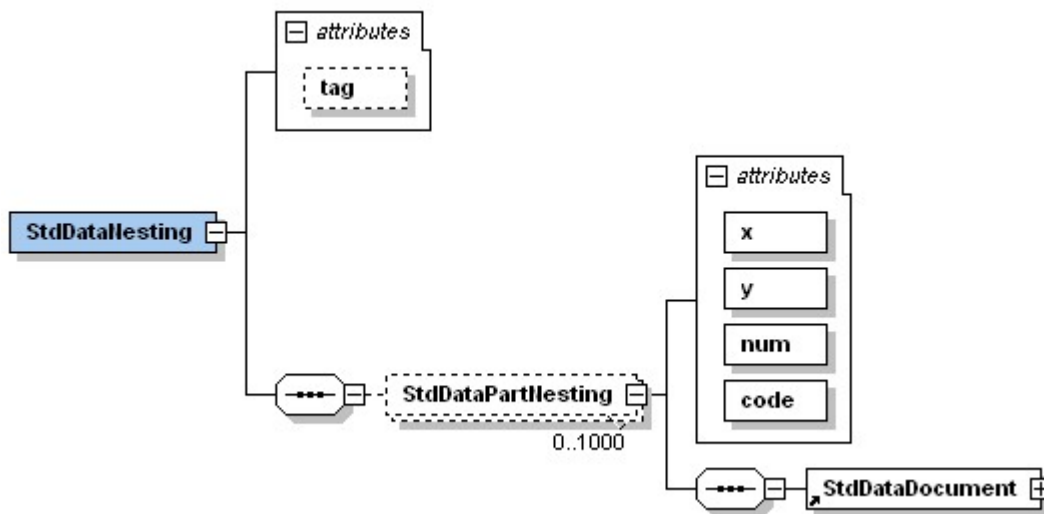 attributes
tag
StdDataNesting
attributes
x
y
num
code
StdDataPartNesting
0..1000
StdDataDocument